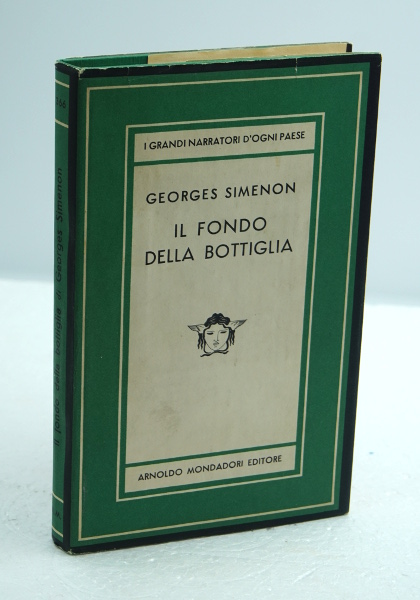 I GRANDI NARRATORI D'OGNI PAESE
GEORGES SIMENON
IL FONDO
DELLA BOTTIGLIA
ARNOLDO MONDADORI EDITORE
Il fondo della bottiglia di Georges Simenon